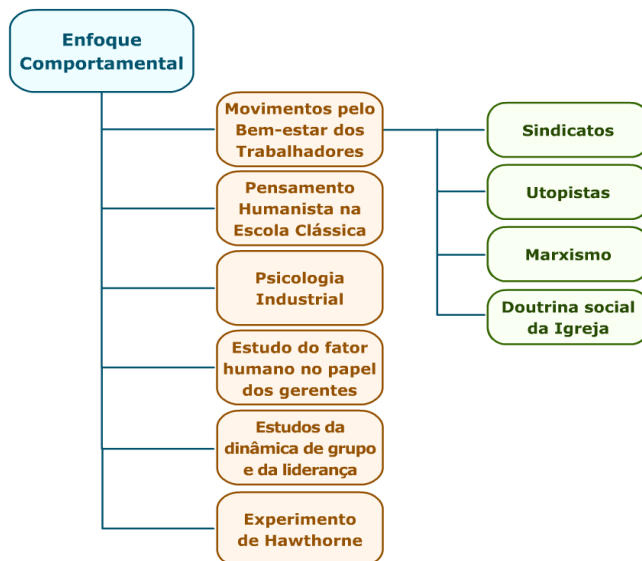 Enfoque
Comportamental
Movimentos pelo
Bem-estar dos
Trabalhadores
Sindicatos
Utopistas
Marxismo
Doutrina social
da Igreja
Pensamento
Humanista na
Escola Clássica
Psicologia
Industrial
Estudo do fator
humano no papel
dos gerentes
Estudos da
dinâmica de grupo
e da liderança
Experimento
de Hawthorne